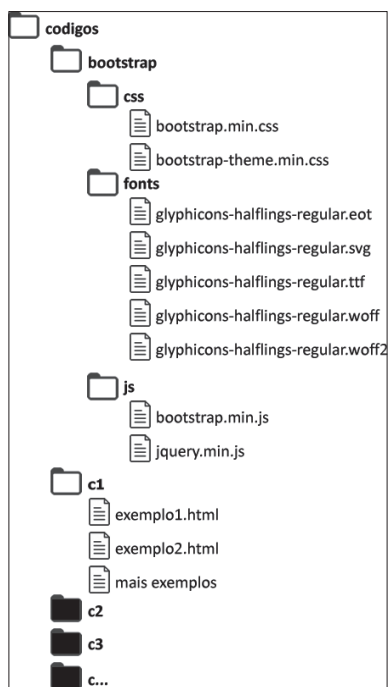 codigos
bootstrap
css
bootstrap.min.css
bootstrap-theme.min.css
fonts
glyphicons-halflings-regular.eot
glyphicons-halflings-regular.svg
glyphicons-halflings-regular.ttf
glyphicons-halflings-regular.woff
glyphicons-halflings-regular.woff2
js
bootstrap.min.js
jquery.min.js
c1
exemplo1.html
exemplo2.html
mais exemplos
c2
c3
c...